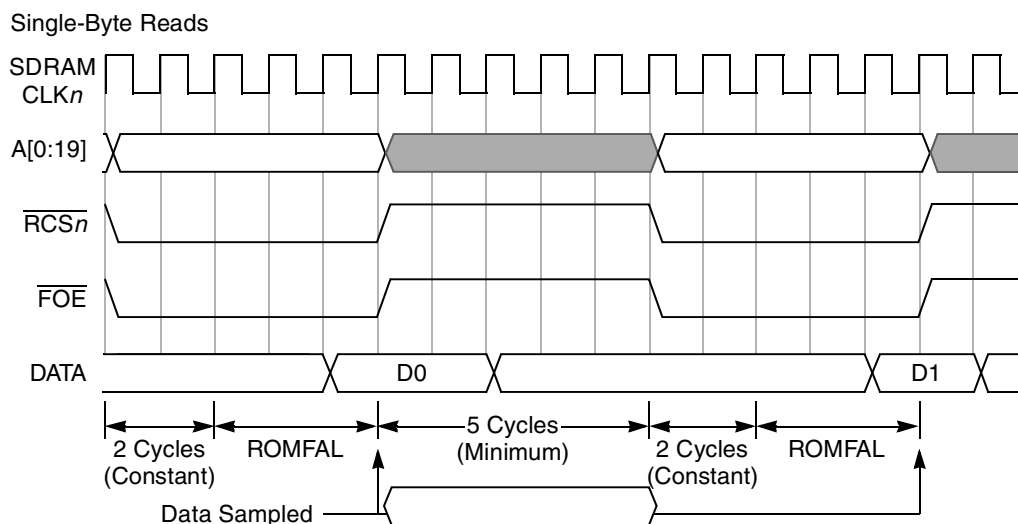 Single-Byte Reads
SDRAM
CLKn
A[0:19]
RCSn
FOE
DATA
D0
D1
2 Cycles
(Constant)
ROMFAL
5 Cycles
(Minimum)
2 Cycles
(Constant)
ROMFAL
Data Sampled